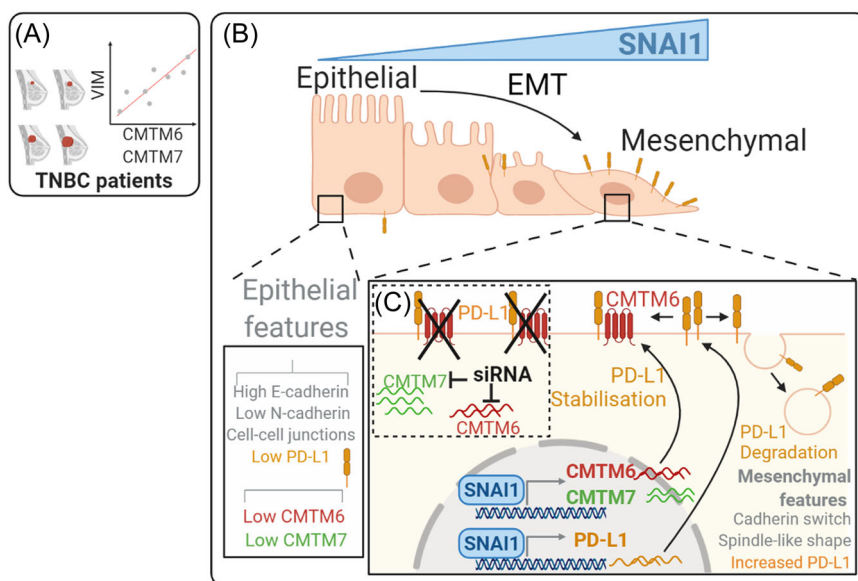 (A)
VIM
CMTM6
CMTM7
TNBC patients
(B)
SNAI1
Epithelial
EMT
Mesenchymal
Epithelial
features
High E-cadherin
Low N-cadherin
Cell-cell junctions
Low PD-L1
Low CMTM6
Low CMTM7
(C)
PD-L1
CMTM7
siRNA
CMTM6
CMTM6
PD-L1
Stabilisation
PD-L1
Degradation
SNAI1
CMTM6
CMTM7
SNAI1
PD-L1
Mesenchymal
features
Cadherin switch
Spindle-like shape
Increased PD-L1